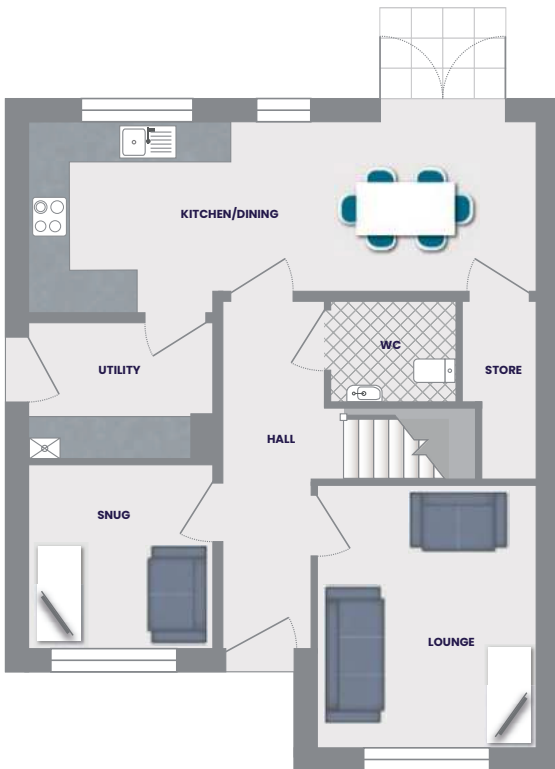 KITCHEN/DINING
WC
UTILITY
STORE
HALL
SNUG
LOUNGE